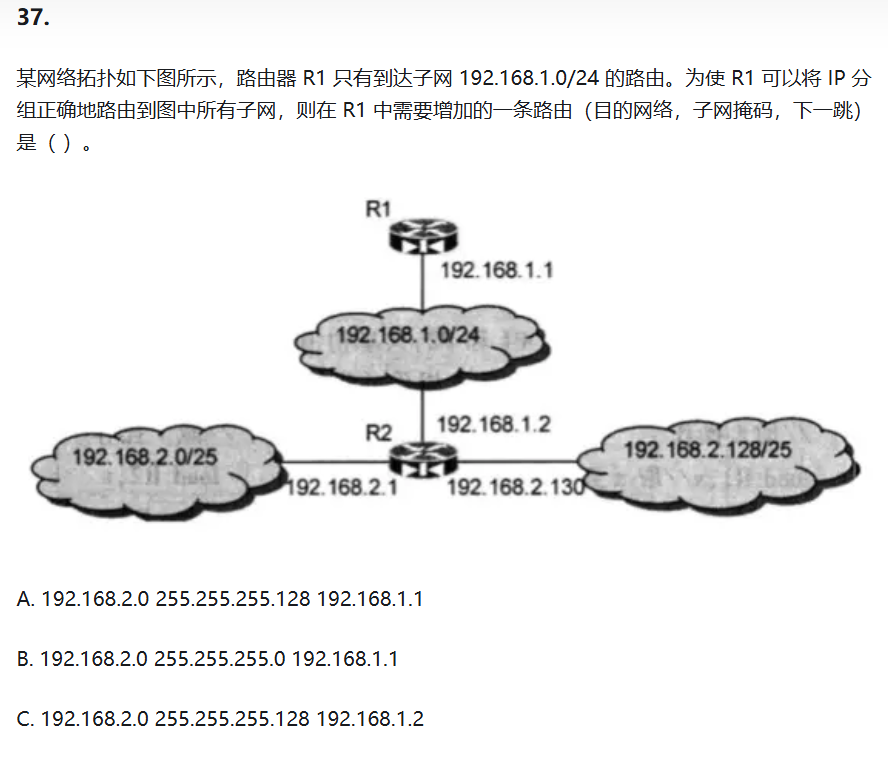 37.
某网络拓扑如下图所示，路由器 R1 只有到达子网 192.168.1.0/24 的路由。为使 R1 可以将 IP 分
组正确地路由到图中所有子网，则在 R1 中需要增加的一条路由（目的网络，子网掩码，下一跳）
是（ ）。
R1
192.168.1.1
192.168.1.0/24
R2
192.168.1.2
192.168.2.0/25
192.168.2.128/25
192.168.2.1
192.168.2.130
A. 192.168.2.0 255.255.255.128 192.168.1.1
B. 192.168.2.0 255.255.255.0 192.168.1.1
C. 192.168.2.0 255.255.255.128 192.168.1.2